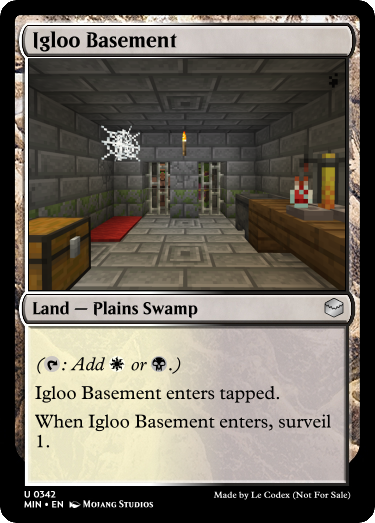 Igloo Basement
Land — Plains Swamp
(: Add or .)
Igloo Basement enters tapped.
When Igloo Basement enters, surveil
1.
U 0342
MIN • EN Mojang Studios
Made by Le Codex (Not For Sale)